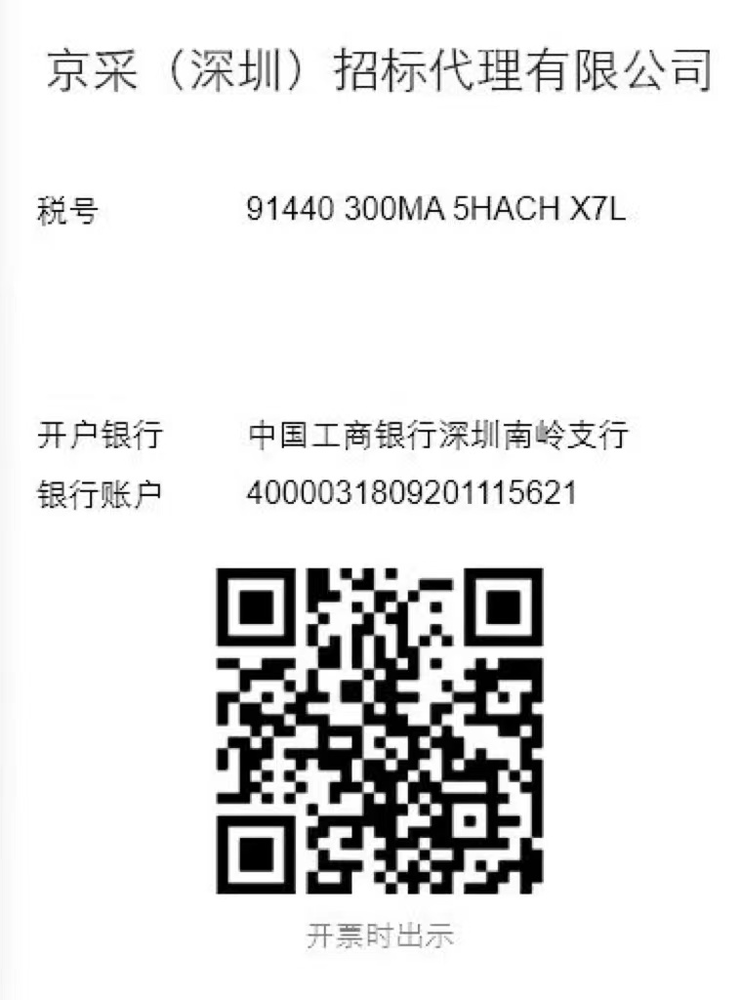 京采（深圳）招标代理有限公司
税号 91440 300MA 5HACH X7L
开户银行 中国工商银行深圳南岭支行
银行账户 4000031809201115621
开票时出示